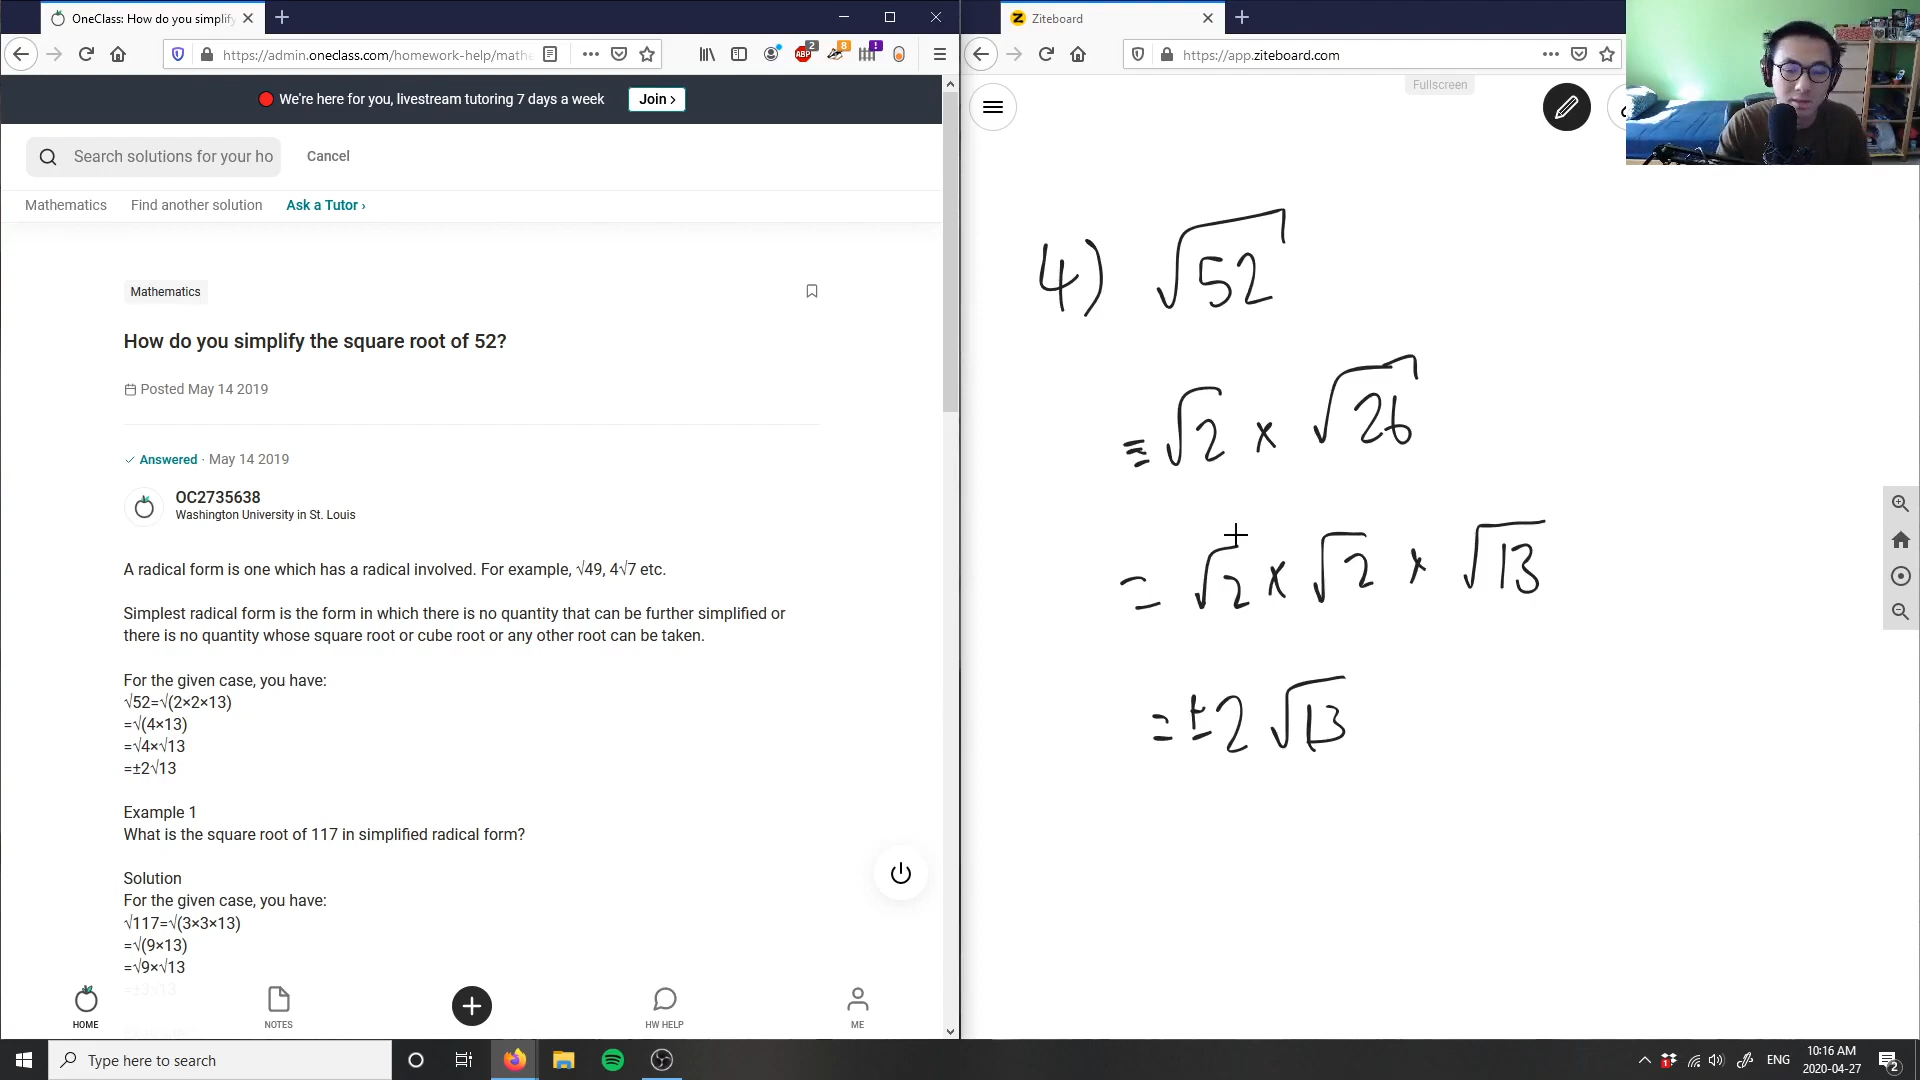 OneClass: How do you simplify
Ziteboard
https://admin.oneclass.com/homework-help/mathe
ABP
2
8
!
https://app.ziteboard.com
We're here for you, livestream tutoring 7 days a week
Join ›
Fullscreen
Search solutions for your ho
Cancel
Mathematics
Find another solution
Ask a Tutor ›
Mathematics
How do you simplify the square root of 52?
Posted May 14 2019
Answered · May 14 2019
OC2735638
Washington University in St. Louis
A radical form is one which has a radical involved. For example, √49, 4√7 etc.
Simplest radical form is the form in which there is no quantity that can be further simplified or
there is no quantity whose square root or cube root or any other root can be taken.
For the given case, you have:
√52=√(2×2×13)
=√(4×13)
=√4×√13
=±2√13
Example 1
What is the square root of 117 in simplified radical form?
Solution
For the given case, you have:
√117=√(3×3×13)
=√(9×13)
=√9×√13
=±3√13
HOME
NOTES
HW HELP
ME
4) √52
= √2 × √26
= √2 × √2 × √13
= ±2 √13
Type here to search
ENG
10:16 AM
2020-04-27
2